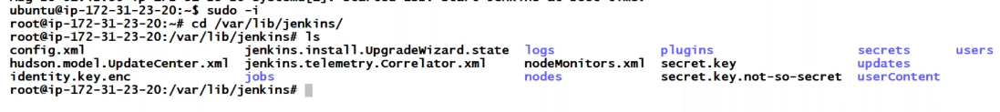 ubuntu@ip-172-31-23-20:~$ sudo -i
root@ip-172-31-23-20:~# cd /var/lib/jenkins/
root@ip-172-31-23-20:/var/lib/jenkins# ls
config.xml jenkins.install.UpgradeWizard.state logs plugins secrets users
hudson.model.UpdateCenter.xml jenkins.telemetry.Correlator.xml nodeMonitors.xml secret.key updates
identity.key.enc jobs nodes secret.key.not-so-secret userContent
root@ip-172-31-23-20:/var/lib/jenkins#